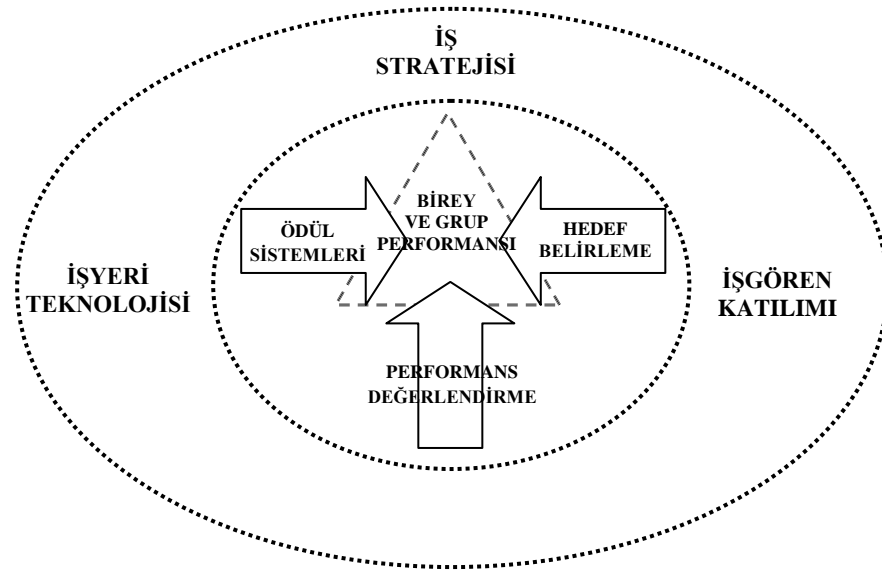 İŞ
STRATEJİSİ
BİREY
VE GRUP
PERFORMANSI
ÖDÜL
SİSTEMLERİ
HEDEF
BELİRLEME
İŞYERİ
TEKNOLOJİSİ
İŞGÖREN
KATILIMI
PERFORMANS
DEĞERLENDİRME